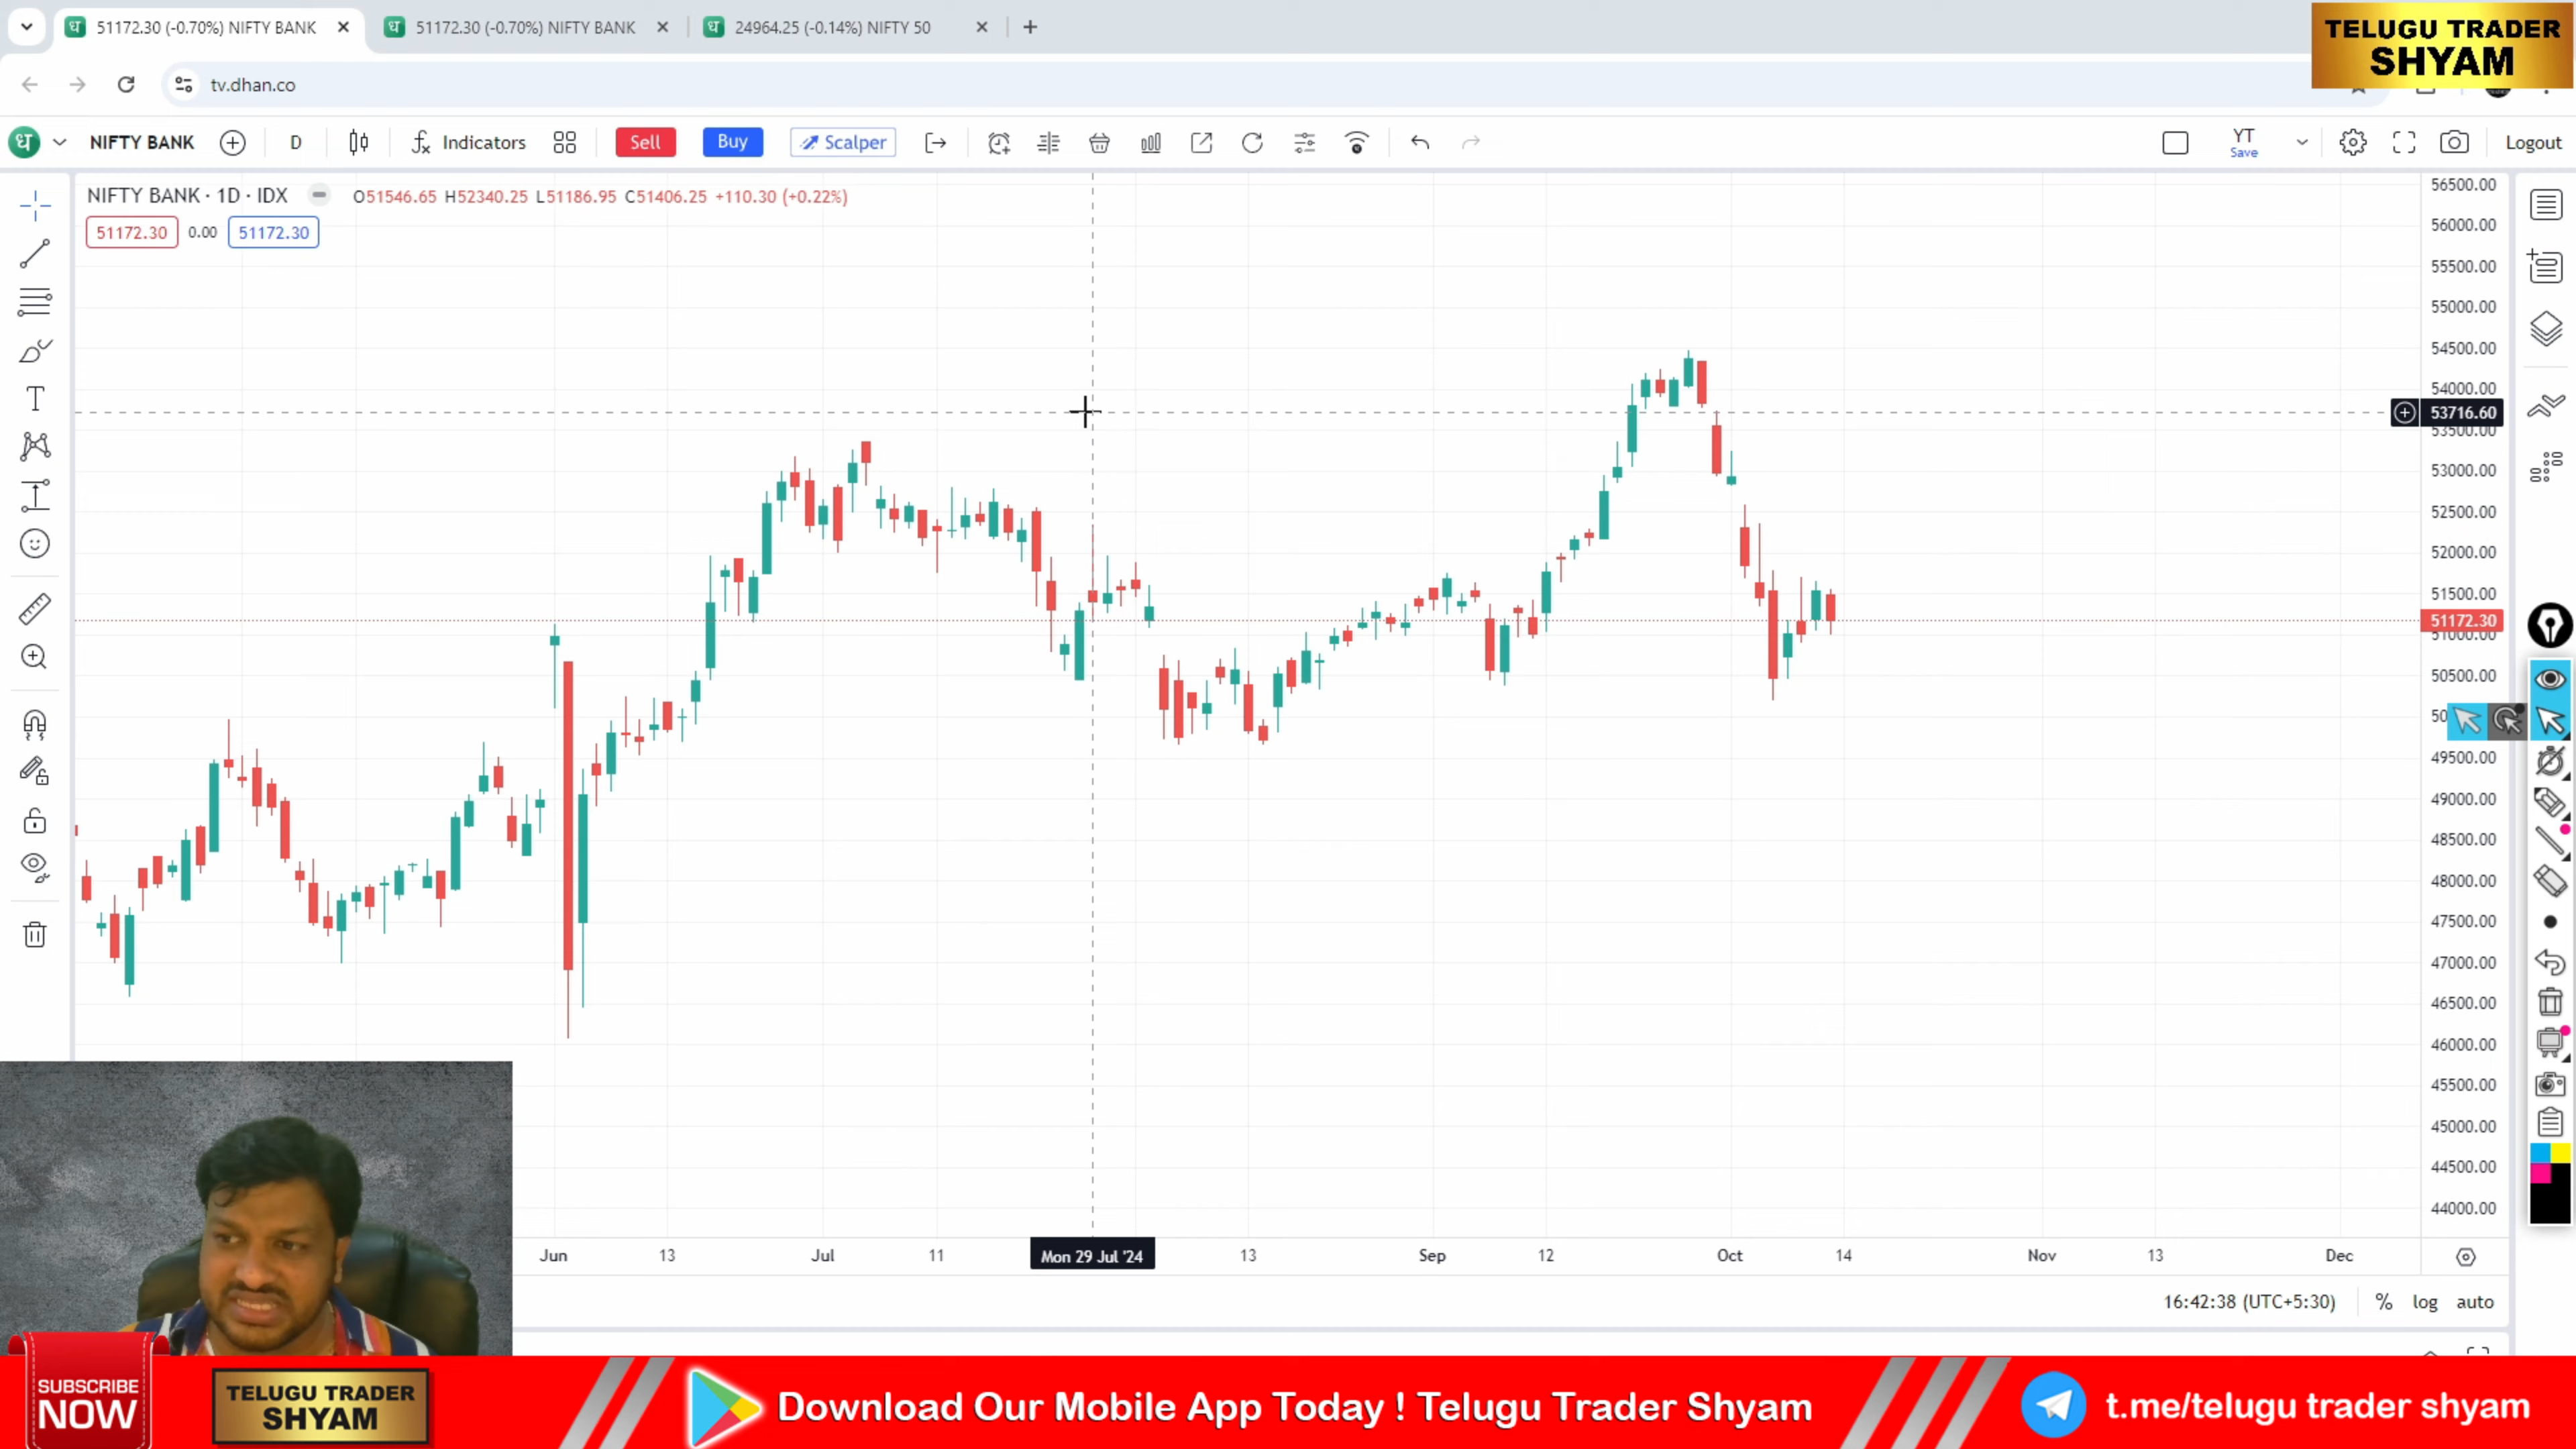 51172.30 (-0.70%) NIFTY BANK
51172.30 (-0.70%) NIFTY BANK
24964.25 (-0.14%) NIFTY 50
TELUGU TRADER
SHYAM
tv.dhan.co
NIFTY BANK
D
Indicators
Sell
Buy
Scalper
YT
Save
Logout
NIFTY BANK · 1D · IDX
O51546.65 H52340.25 L51186.95 C51406.25 +110.30 (+0.22%)
51172.30
0.00
51172.30
56500.00
56000.00
55500.00
55000.00
54500.00
54000.00
53716.60
53500.00
53000.00
52500.00
52000.00
51500.00
51172.30
51000.00
50500.00
49500.00
49000.00
48500.00
48000.00
47500.00
47000.00
46500.00
46000.00
45500.00
45000.00
44500.00
44000.00
Jun
13
Jul
11
Mon 29 Jul '24
13
Sep
12
Oct
14
Nov
13
Dec
16:42:38 (UTC+5:30)
%
log
auto
SUBSCRIBE
NOW
TELUGU TRADER
SHYAM
Download Our Mobile App Today ! Telugu Trader Shyam
t.me/telugu trader shyam